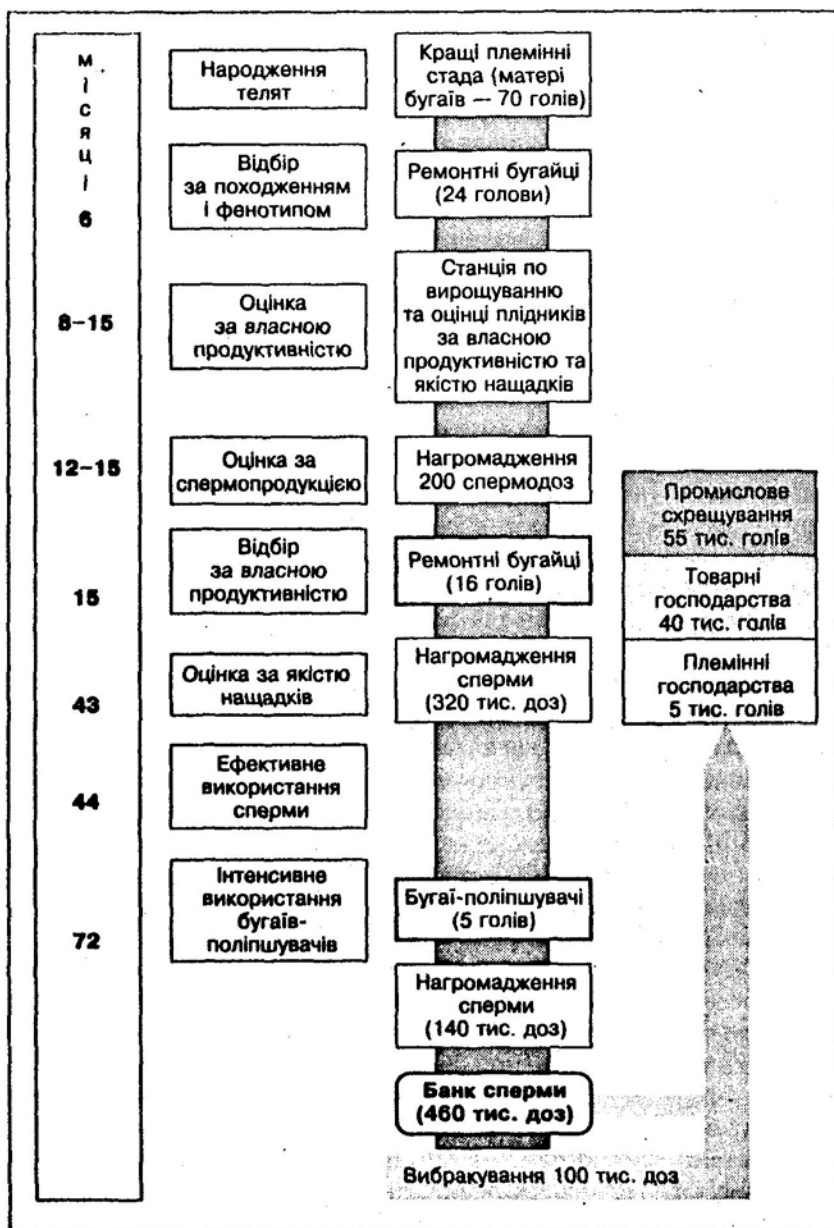 м
і
с
я
ц
і
6
8–15
12–15
15
43
44
72
Народження
телят
Відбір
за походженням
і фенотипом
Оцінка
за власною
продуктивністю
Оцінка за
спермопродукцією
Відбір
за власною
продуктивністю
Оцінка за якістю
нащадків
Ефективне
використання
сперми
Інтенсивне
використання
бугаїв-
поліпшувачів
Кращі племінні
стада (матері
бугаїв — 70 голів)
Ремонтні бугайці
(24 голови)
Станція по
вирощуванню
та оцінці плідників
за власною
продуктивністю та
якістю нащадків
Нагромадження
200 спермодоз
Ремонтні бугайці
(16 голів)
Нагромадження
сперми
(320 тис. доз)
Бугаї-поліпшувачі
(5 голів)
Нагромадження
сперми
(140 тис. доз)
Банк сперми
(460 тис. доз)
Вибракування 100 тис. доз
Промислове
схрещування
55 тис. голів
Товарні
господарства
40 тис. голів
Племінні
господарства
5 тис. голів